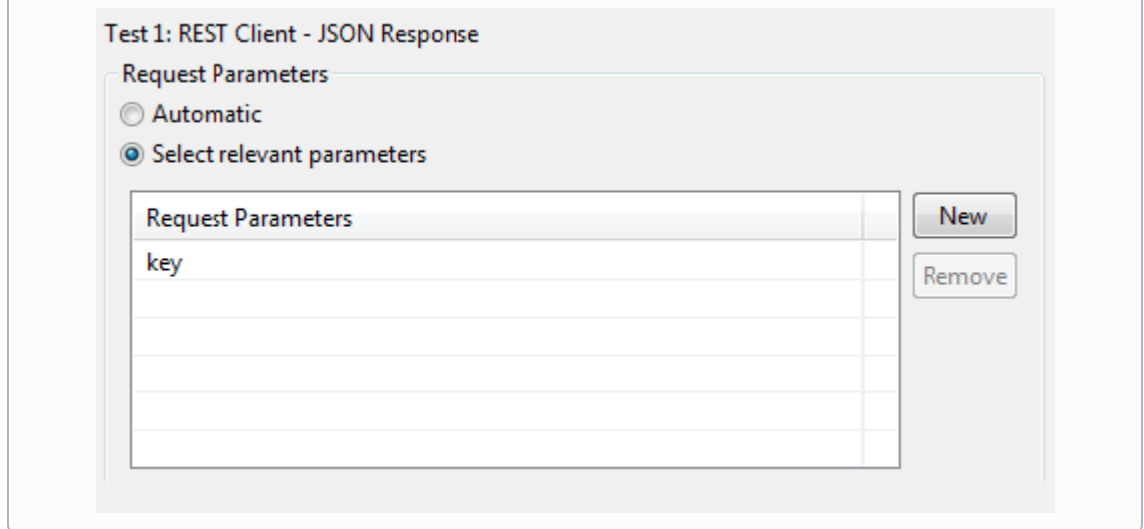 Test 1: REST Client - JSON Response
Request Parameters
Automatic
Select relevant parameters
Request Parameters
New
key
Remove